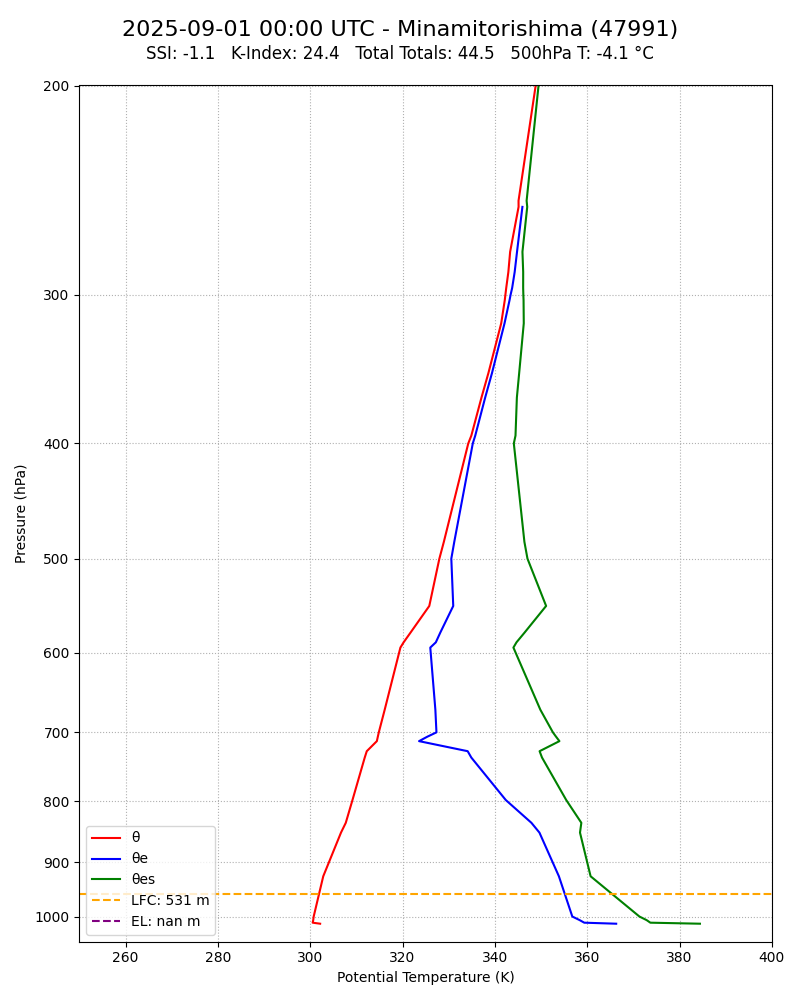 2025-09-01 00:00 UTC - Minamitorishima (47991)
SSI: -1.1   K-Index: 24.4   Total Totals: 44.5   500hPa T: -4.1 °C
200
300
400
500
600
700
800
900
1000
Pressure (hPa)
θ
θe
θes
LFC: 531 m
EL: nan m
260 280 300 320 340 360 380 400
Potential Temperature (K)